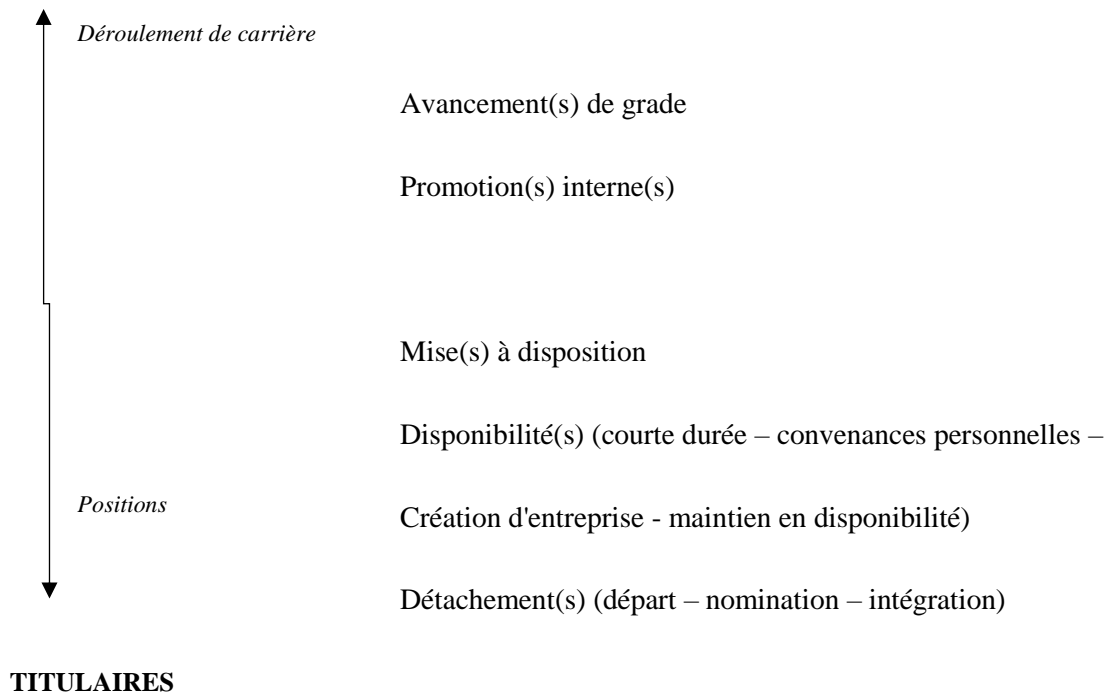 Déroulement de carrière
Avancement(s) de grade
Promotion(s) interne(s)
Mise(s) à disposition
Disponibilité(s) (courte durée – convenances personnelles –
Positions
Création d'entreprise - maintien en disponibilité)
Détachement(s) (départ – nomination – intégration)
TITULAIRES